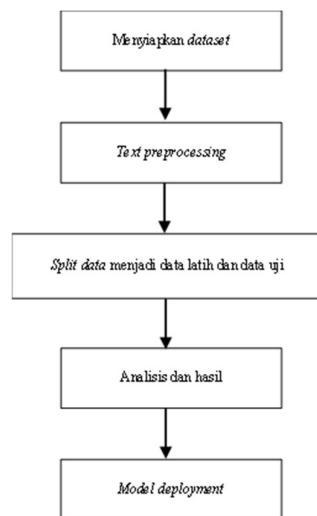 Menyiapkan dataset
Text preprocessing
Split data menjadi data latih dan data uji
Analisis dan hasil
Model deployment